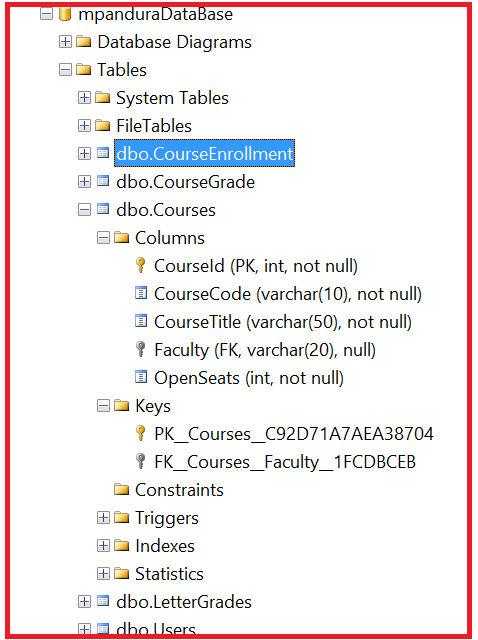 mpanduraDataBase
Database Diagrams
Tables
System Tables
FileTables
dbo.CourseEnrollment
dbo.CourseGrade
dbo.Courses
Columns
CourseId (PK, int, not null)
CourseCode (varchar(10), not null)
CourseTitle (varchar(50), not null)
Faculty (FK, varchar(20), null)
OpenSeats (int, not null)
Keys
PK__Courses__C92D71A7AEA38704
FK__Courses__Faculty__1FCDBCEB
Constraints
Triggers
Indexes
Statistics
dbo.LetterGrades
dbo.Users